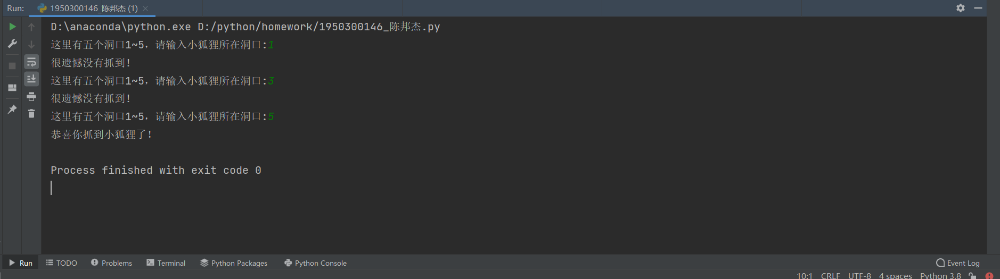 Run: 1950300146_陈邦杰 (1)
D:\anaconda\python.exe D:/python/homework/1950300146_陈邦杰.py
这里有五个洞口1~5，请输入小狐狸所在洞口:1
很遗憾没有抓到!
这里有五个洞口1~5，请输入小狐狸所在洞口:3
很遗憾没有抓到!
这里有五个洞口1~5，请输入小狐狸所在洞口:5
恭喜你抓到小狐狸了!
Process finished with exit code 0
Run TODO Problems Terminal Python Packages Python Console Event Log
10:1 CRLF UTF-8 4 spaces Python 3.8